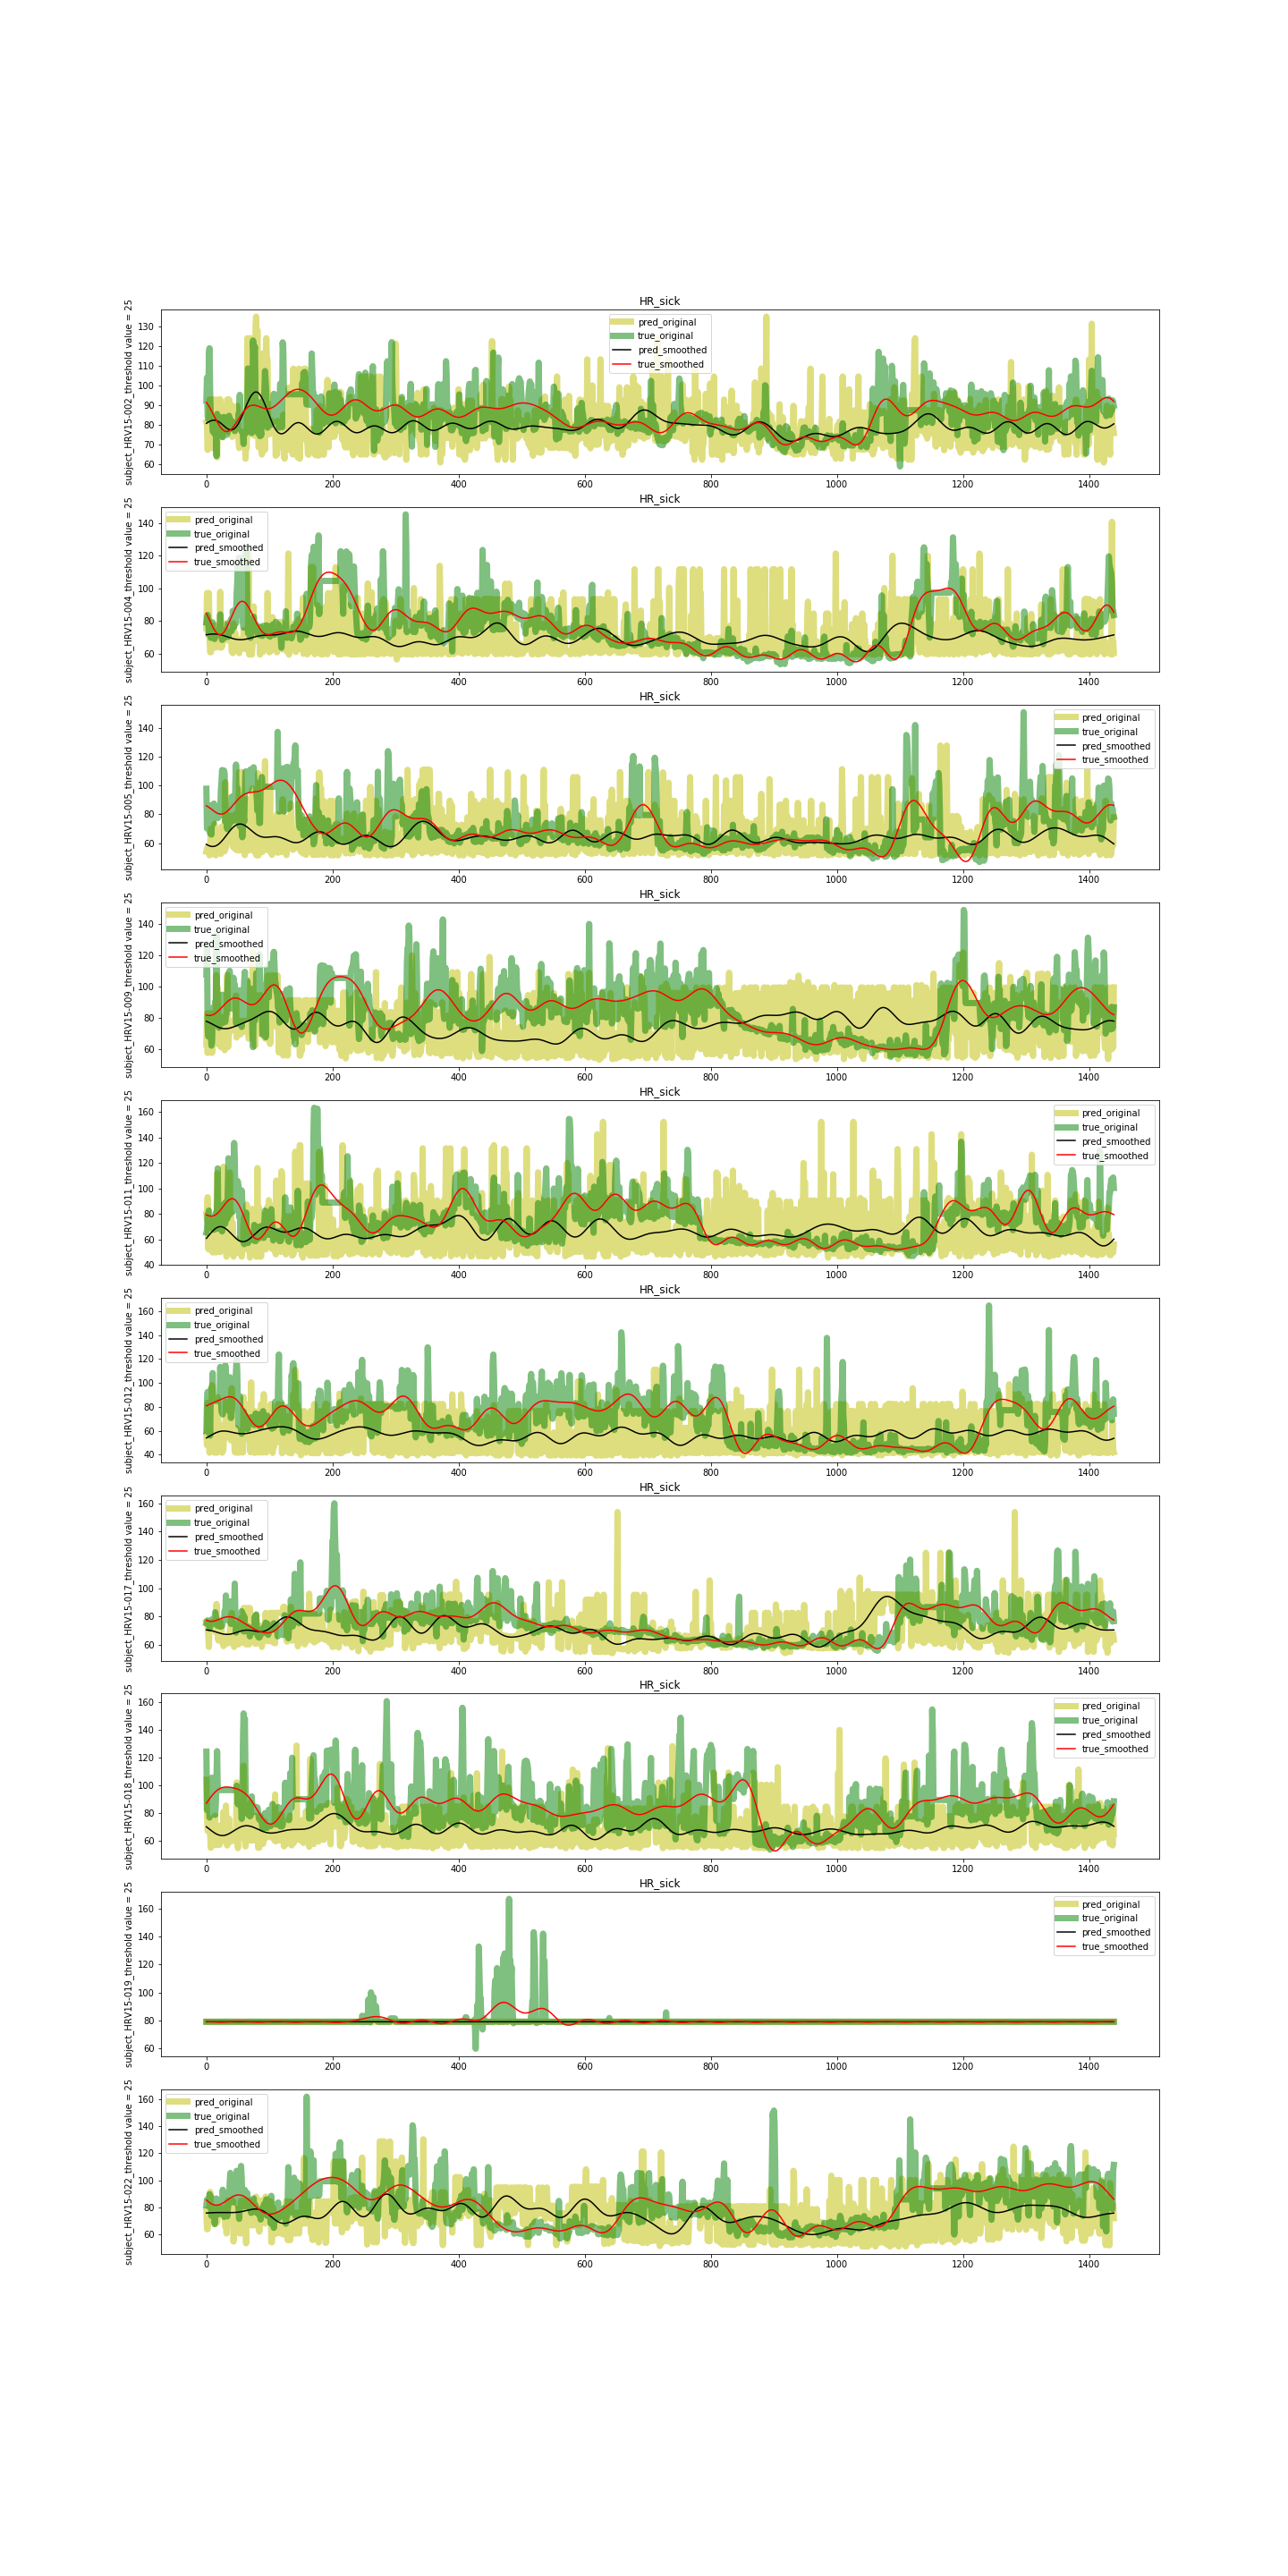 HR_sick
subject_HRV15-002_threshold value = 25
130
120
110
100
90
80
70
60
pred_original
true_original
pred_smoothed
true_smoothed
0 200 400 600 800 1000 1200 1400
HR_sick
subject_HRV15-004_threshold value = 25
140
120
100
80
60
pred_original
true_original
pred_smoothed
true_smoothed
0 200 400 600 800 1000 1200 1400
HR_sick
subject_HRV15-005_threshold value = 25
140
120
100
80
60
pred_original
true_original
pred_smoothed
true_smoothed
0 200 400 600 800 1000 1200 1400
HR_sick
subject_HRV15-009_threshold value = 25
140
120
100
80
60
pred_original
true_original
pred_smoothed
true_smoothed
0 200 400 600 800 1000 1200 1400
HR_sick
subject_HRV15-011_threshold value = 25
160
140
120
100
80
60
40
pred_original
true_original
pred_smoothed
true_smoothed
0 200 400 600 800 1000 1200 1400
HR_sick
subject_HRV15-012_threshold value = 25
160
140
120
100
80
60
40
pred_original
true_original
pred_smoothed
true_smoothed
0 200 400 600 800 1000 1200 1400
HR_sick
subject_HRV15-017_threshold value = 25
160
140
120
100
80
60
pred_original
true_original
pred_smoothed
true_smoothed
0 200 400 600 800 1000 1200 1400
HR_sick
subject_HRV15-018_threshold value = 25
160
140
120
100
80
60
pred_original
true_original
pred_smoothed
true_smoothed
0 200 400 600 800 1000 1200 1400
HR_sick
subject_HRV15-019_threshold value = 25
160
140
120
100
80
60
pred_original
true_original
pred_smoothed
true_smoothed
0 200 400 600 800 1000 1200 1400
subject_HRV15-022_threshold value = 25
160
140
120
100
80
60
pred_original
true_original
pred_smoothed
true_smoothed
0 200 400 600 800 1000 1200 1400